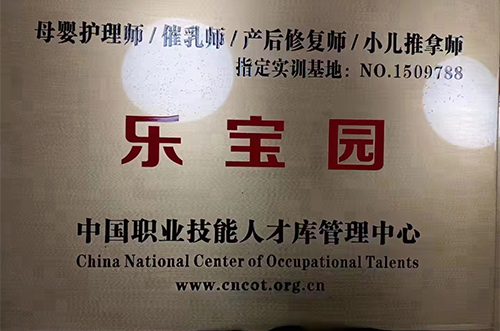 母婴护理师/催乳师/产后修复师/小儿推拿师
指定实训基地：NO.1509788
乐宝园
中国职业技能人才库管理中心
China National Center of Occupational Talents
www.cncot.org.cn